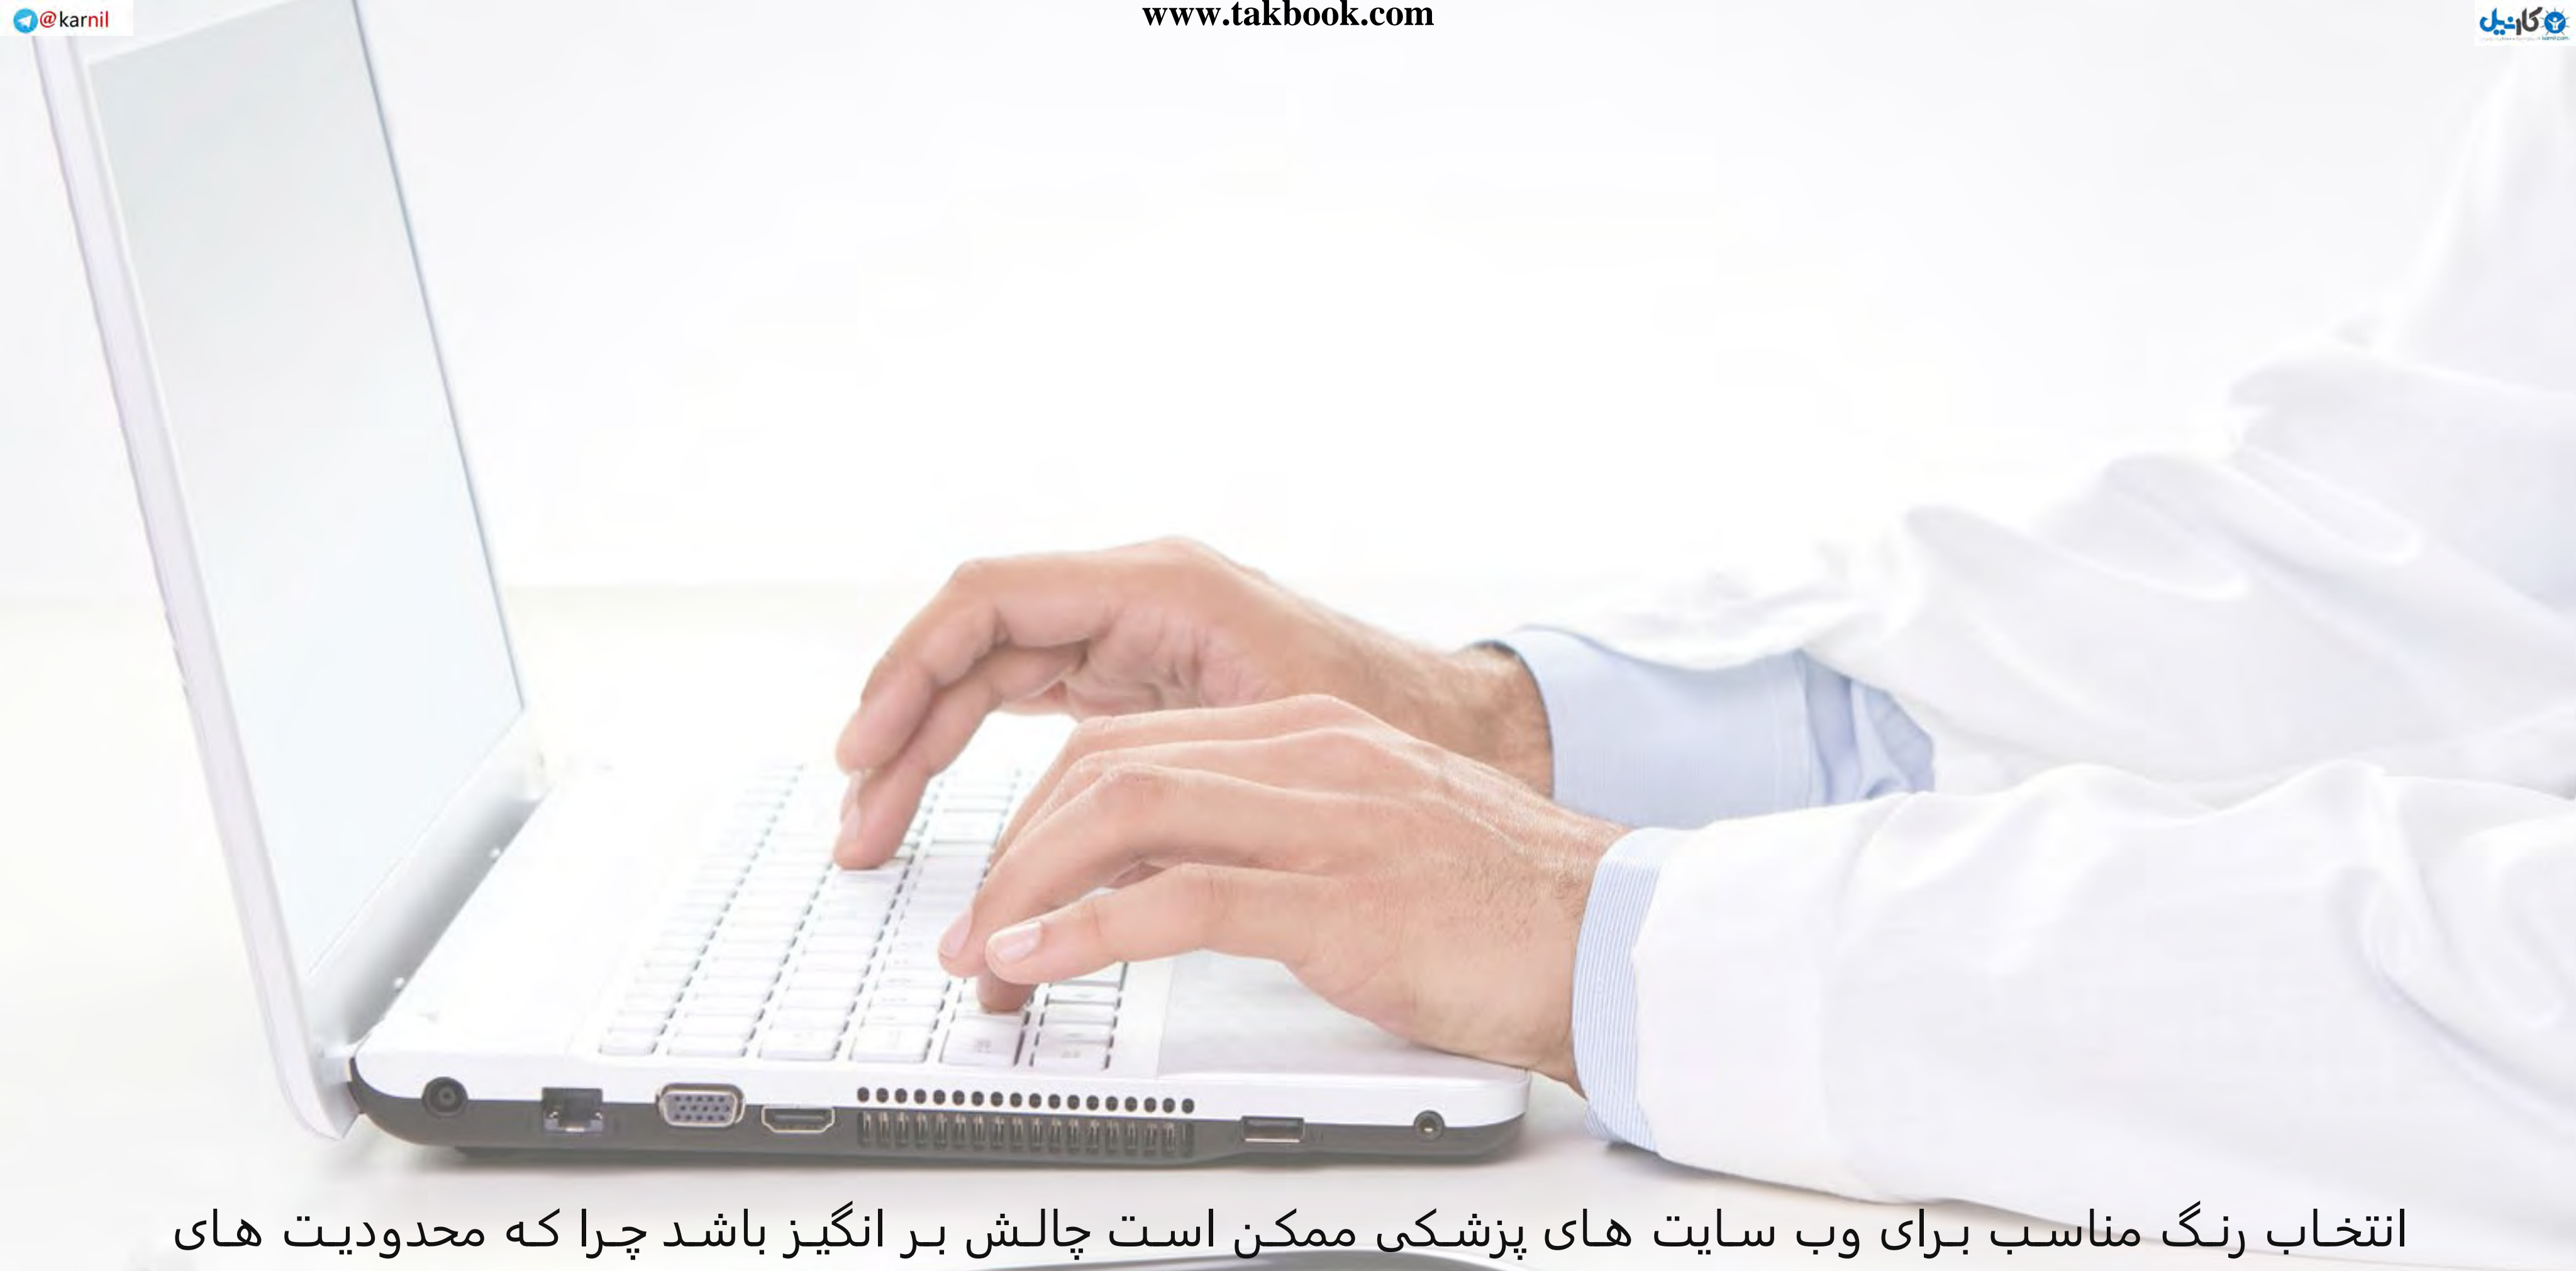 @karnil
www.takbook.com
کارنیل
انتخاب رنگ مناسب برای وب سایت های پزشکی ممکن است چالش بر انگیز باشد چرا که محدودیت های